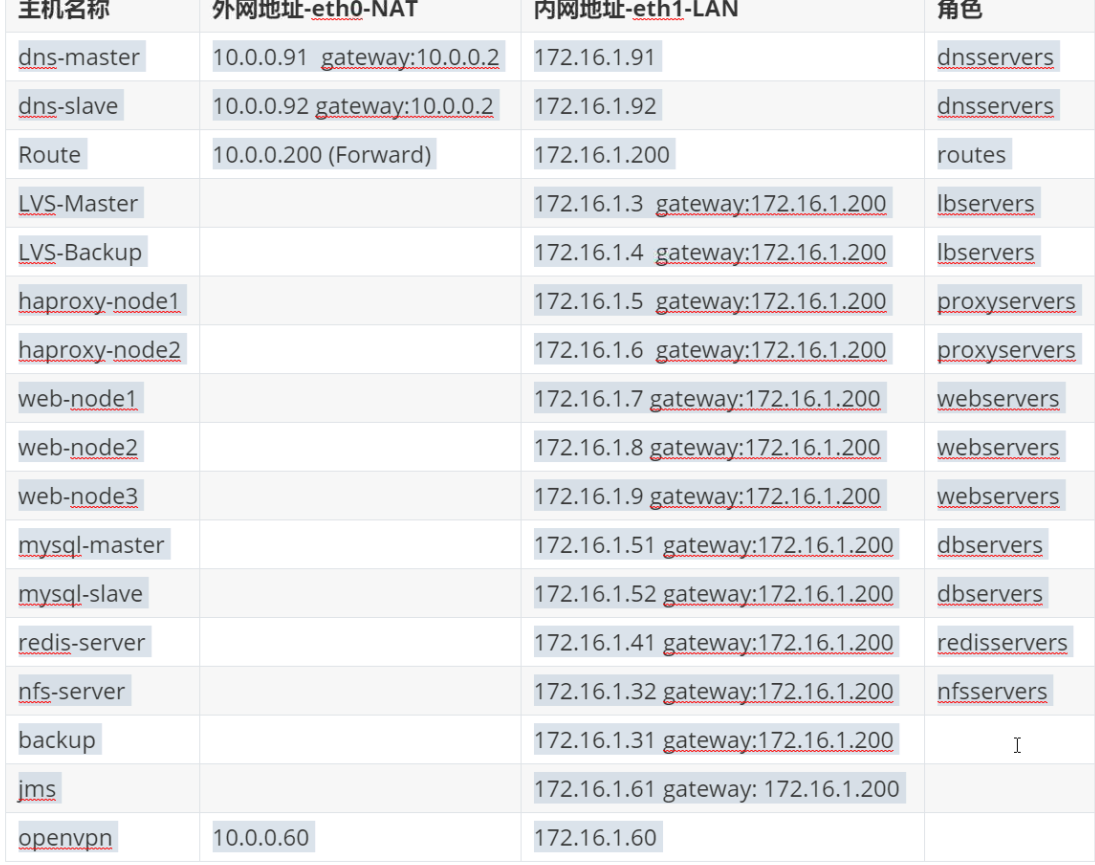 主机名称 外网地址-eth0-NAT 内网地址-eth1-LAN 角色
dns-master 10.0.0.91 gateway:10.0.0.2 172.16.1.91 dnsservers
dns-slave 10.0.0.92 gateway:10.0.0.2 172.16.1.92 dnsservers
Route 10.0.0.200 (Forward) 172.16.1.200 routes
LVS-Master 172.16.1.3 gateway:172.16.1.200 lbservers
LVS-Backup 172.16.1.4 gateway:172.16.1.200 lbservers
haproxy-node1 172.16.1.5 gateway:172.16.1.200 proxyservers
haproxy-node2 172.16.1.6 gateway:172.16.1.200 proxyservers
web-node1 172.16.1.7 gateway:172.16.1.200 webservers
web-node2 172.16.1.8 gateway:172.16.1.200 webservers
web-node3 172.16.1.9 gateway:172.16.1.200 webservers
mysql-master 172.16.1.51 gateway:172.16.1.200 dbservers
mysql-slave 172.16.1.52 gateway:172.16.1.200 dbservers
redis-server 172.16.1.41 gateway:172.16.1.200 redisservers
nfs-server 172.16.1.32 gateway:172.16.1.200 nfsservers
backup 172.16.1.31 gateway:172.16.1.200
jms 172.16.1.61 gateway: 172.16.1.200
openvpn 10.0.0.60 172.16.1.60